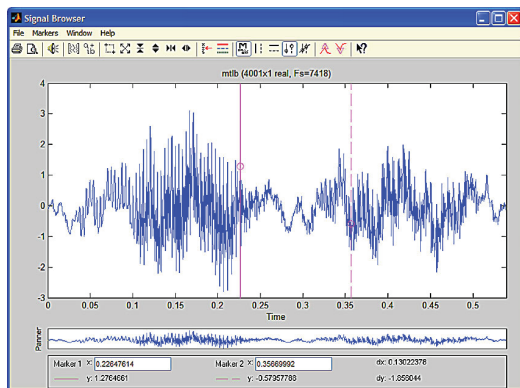 Signal Browser
File Markers Window Help
mtlb (4001x1 real, Fs=7418)
4
3
2
1
0
-1
-2
-3
0 0.05 0.1 0.15 0.2 0.25 0.3 0.35 0.4 0.45 0.5
Time
Panner
Marker 1 x: 0.22647614 Marker 2 x: 0.35669992 dx: 0.13022378
y: 1.2764661 y: -0.57957788 dy: -1.856044